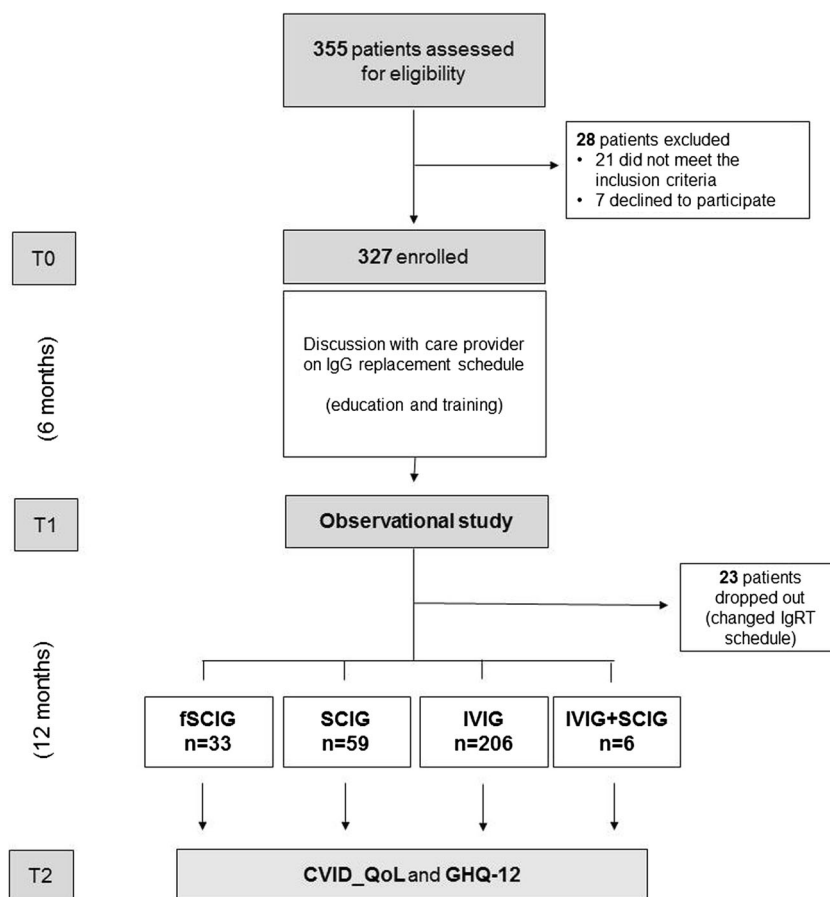 355 patients assessed
for eligibility
28 patients excluded
• 21 did not meet the
inclusion criteria
• 7 declined to participate
T0
327 enrolled
(6 months)
Discussion with care provider
on IgG replacement schedule
(education and training)
T1
Observational study
23 patients
dropped out
(changed IgRT
schedule)
(12 months)
fSCIG
n=33
SCIG
n=59
IVIG
n=206
IVIG+SCIG
n=6
T2
CVID_QoL and GHQ-12